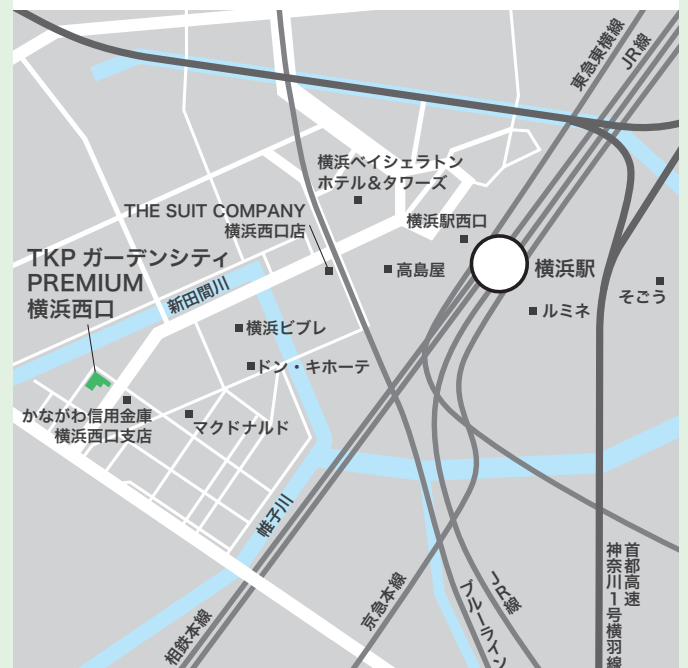 東急東横線
JR線
横浜ベイシェラトン
ホテル&タワーズ
THE SUIT COMPANY
横浜西口店
横浜駅西口
TKP ガーデンシティ
PREMIUM
横浜西口
新田間川
高島屋
横浜駅
そごう
ルミネ
横浜ビブレ
ドン・キホーテ
かながわ信用金庫
横浜西口支店
マクドナルド
帷子川
相鉄本線
京急本線
ブルーライン
JR線
首都高速
神奈川1号横羽線